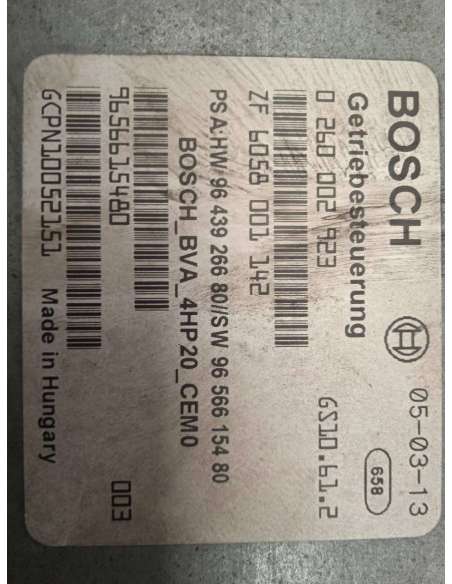 BOSCH
05-03-13
Getriebesteuerung
658
0 260 002 923
GS10.61.2
ZF 6058 001 142
PSA:HW 96 439 266 80//SW 96 566 154 80
BOSCH_BVA_4HP20_CEM0
9656615480
003
GCPN10052151 Made in Hungary